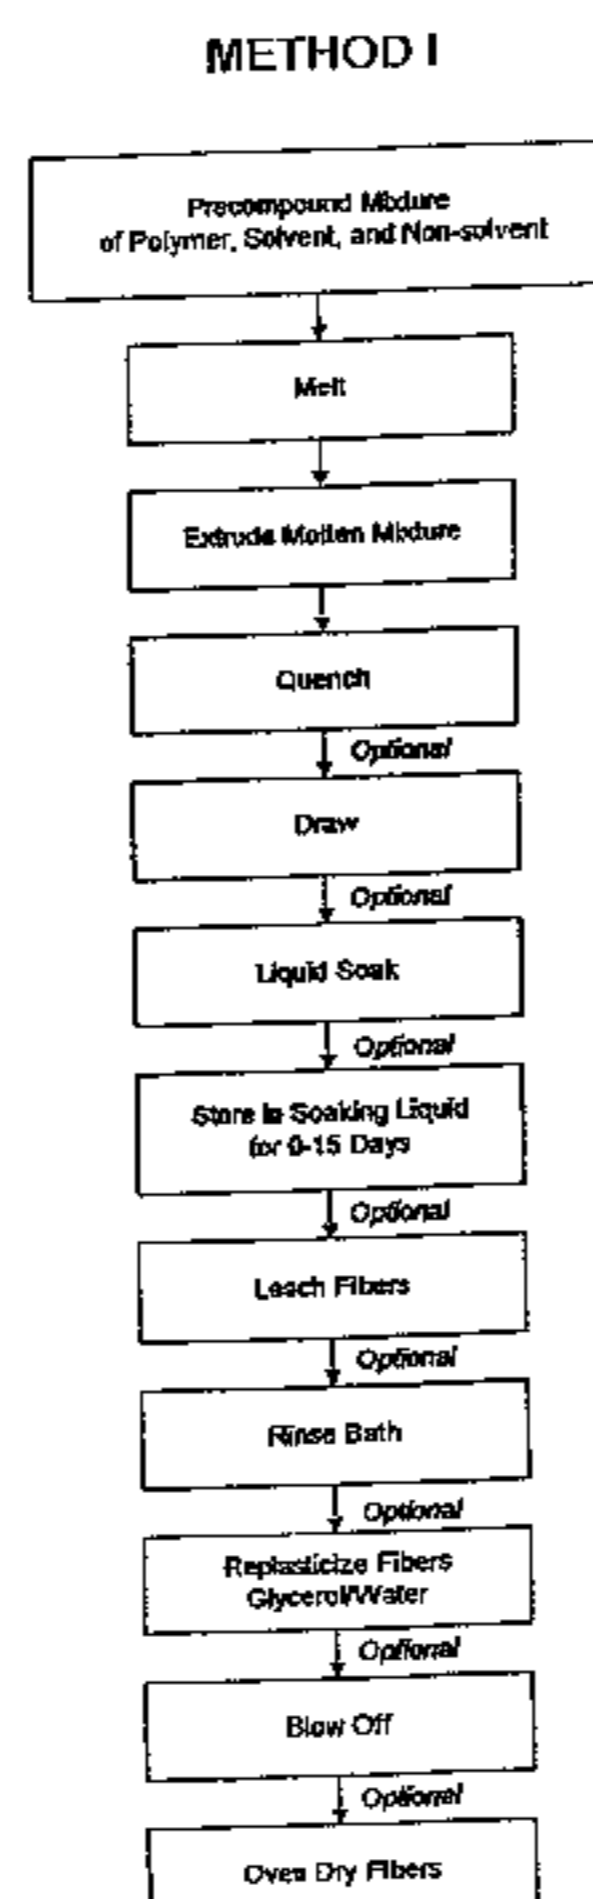 METHOD I
Precompound Mixture
of Polymer, Solvent, and Non-solvent
Melt
Extrude Molten Mixture
Quench
Optional
Draw
Optional
Liquid Soak
Optional
Store in Soaking Liquid
for 0-15 Days
Optional
Leach Fibers
Optional
Rinse Bath
Optional
Replasticize Fibers
Glycerol/Water
Optional
Blow Off
Optional
Oven Dry Fibers